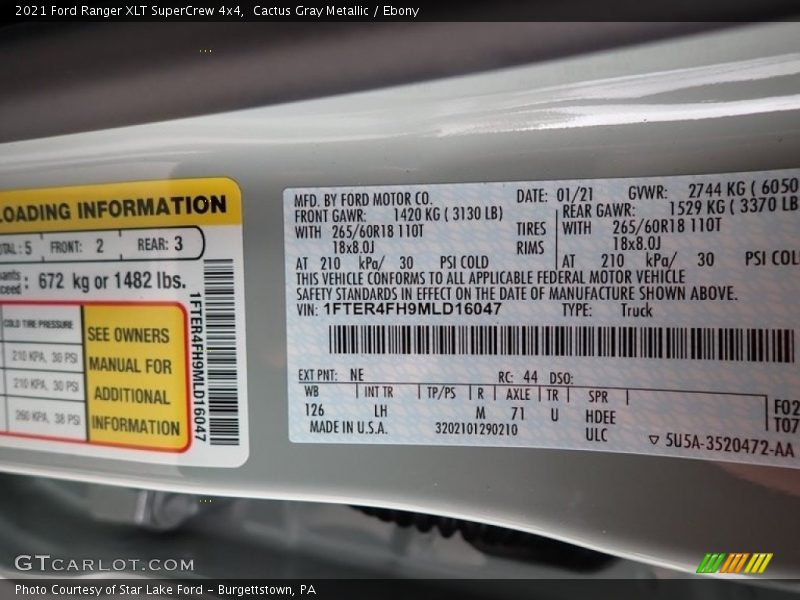 2021 Ford Ranger XLT SuperCrew 4x4,  Cactus Gray Metallic / Ebony
LOADING INFORMATION
TOTAL: 5 FRONT: 2 REAR: 3
672 kg or 1482 lbs.
COLD TIRE PRESSURE
210 KPA, 30 PSI
210 KPA, 30 PSI
260 KPA, 38 PSI
SEE OWNERS
MANUAL FOR
ADDITIONAL
INFORMATION
1FTER4FH9MLD16047
MFD. BY FORD MOTOR CO. DATE: 01/21 GVWR: 2744 KG ( 6050
FRONT GAWR: 1420 KG ( 3130 LB) REAR GAWR: 1529 KG ( 3370 LB
WITH 265/60R18 110T TIRES WITH 265/60R18 110T
18x8.0J RIMS 18x8.0J
AT 210 kPa/ 30 PSI COLD AT 210 kPa/ 30 PSI COL
THIS VEHICLE CONFORMS TO ALL APPLICABLE FEDERAL MOTOR VEHICLE
SAFETY STANDARDS IN EFFECT ON THE DATE OF MANUFACTURE SHOWN ABOVE.
VIN: 1FTER4FH9MLD16047 TYPE: Truck
EXT PNT: NE RC: 44 DSO:
WB INT TR TP/PS R AXLE TR SPR
126 LH M 71 U HDEE F02
ULC T07
MADE IN U.S.A. 3202101290210 5U5A-3520472-AA
GTCARLOT.COM
Photo Courtesy of Star Lake Ford - Burgettstown, PA